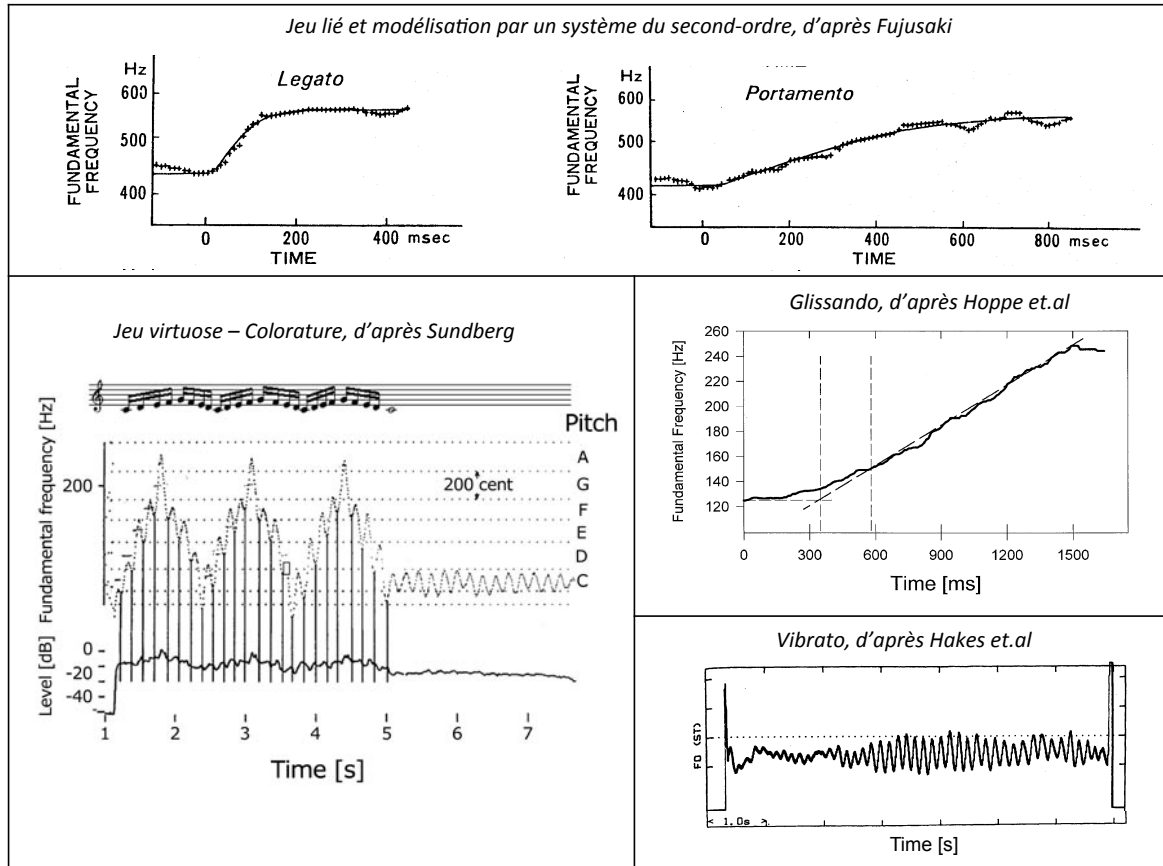 Jeu lié et modélisation par un système du second-ordre, d'après Fujusaki
FUNDAMENTAL
FREQUENCY
Hz
600
500
400
Legato
0
200
400
msec
TIME
FUNDAMENTAL
FREQUENCY
Hz
600
500
400
Portamento
0
200
400
600
800
msec
TIME
Jeu virtuose – Colorature, d'après Sundberg
Pitch
Fundamental frequency [Hz]
200
200 cent
A
G
F
E
D
C
Level [dB]
0
-20
-40
1
2
3
4
5
6
7
Time [s]
Glissando, d'après Hoppe et.al
Fundamental Frequency [Hz]
260
240
220
200
180
160
140
120
0
300
600
900
1200
1500
Time [ms]
Vibrato, d'après Hakes et.al
F0 (ST)
< 1.0s >
Time [s]